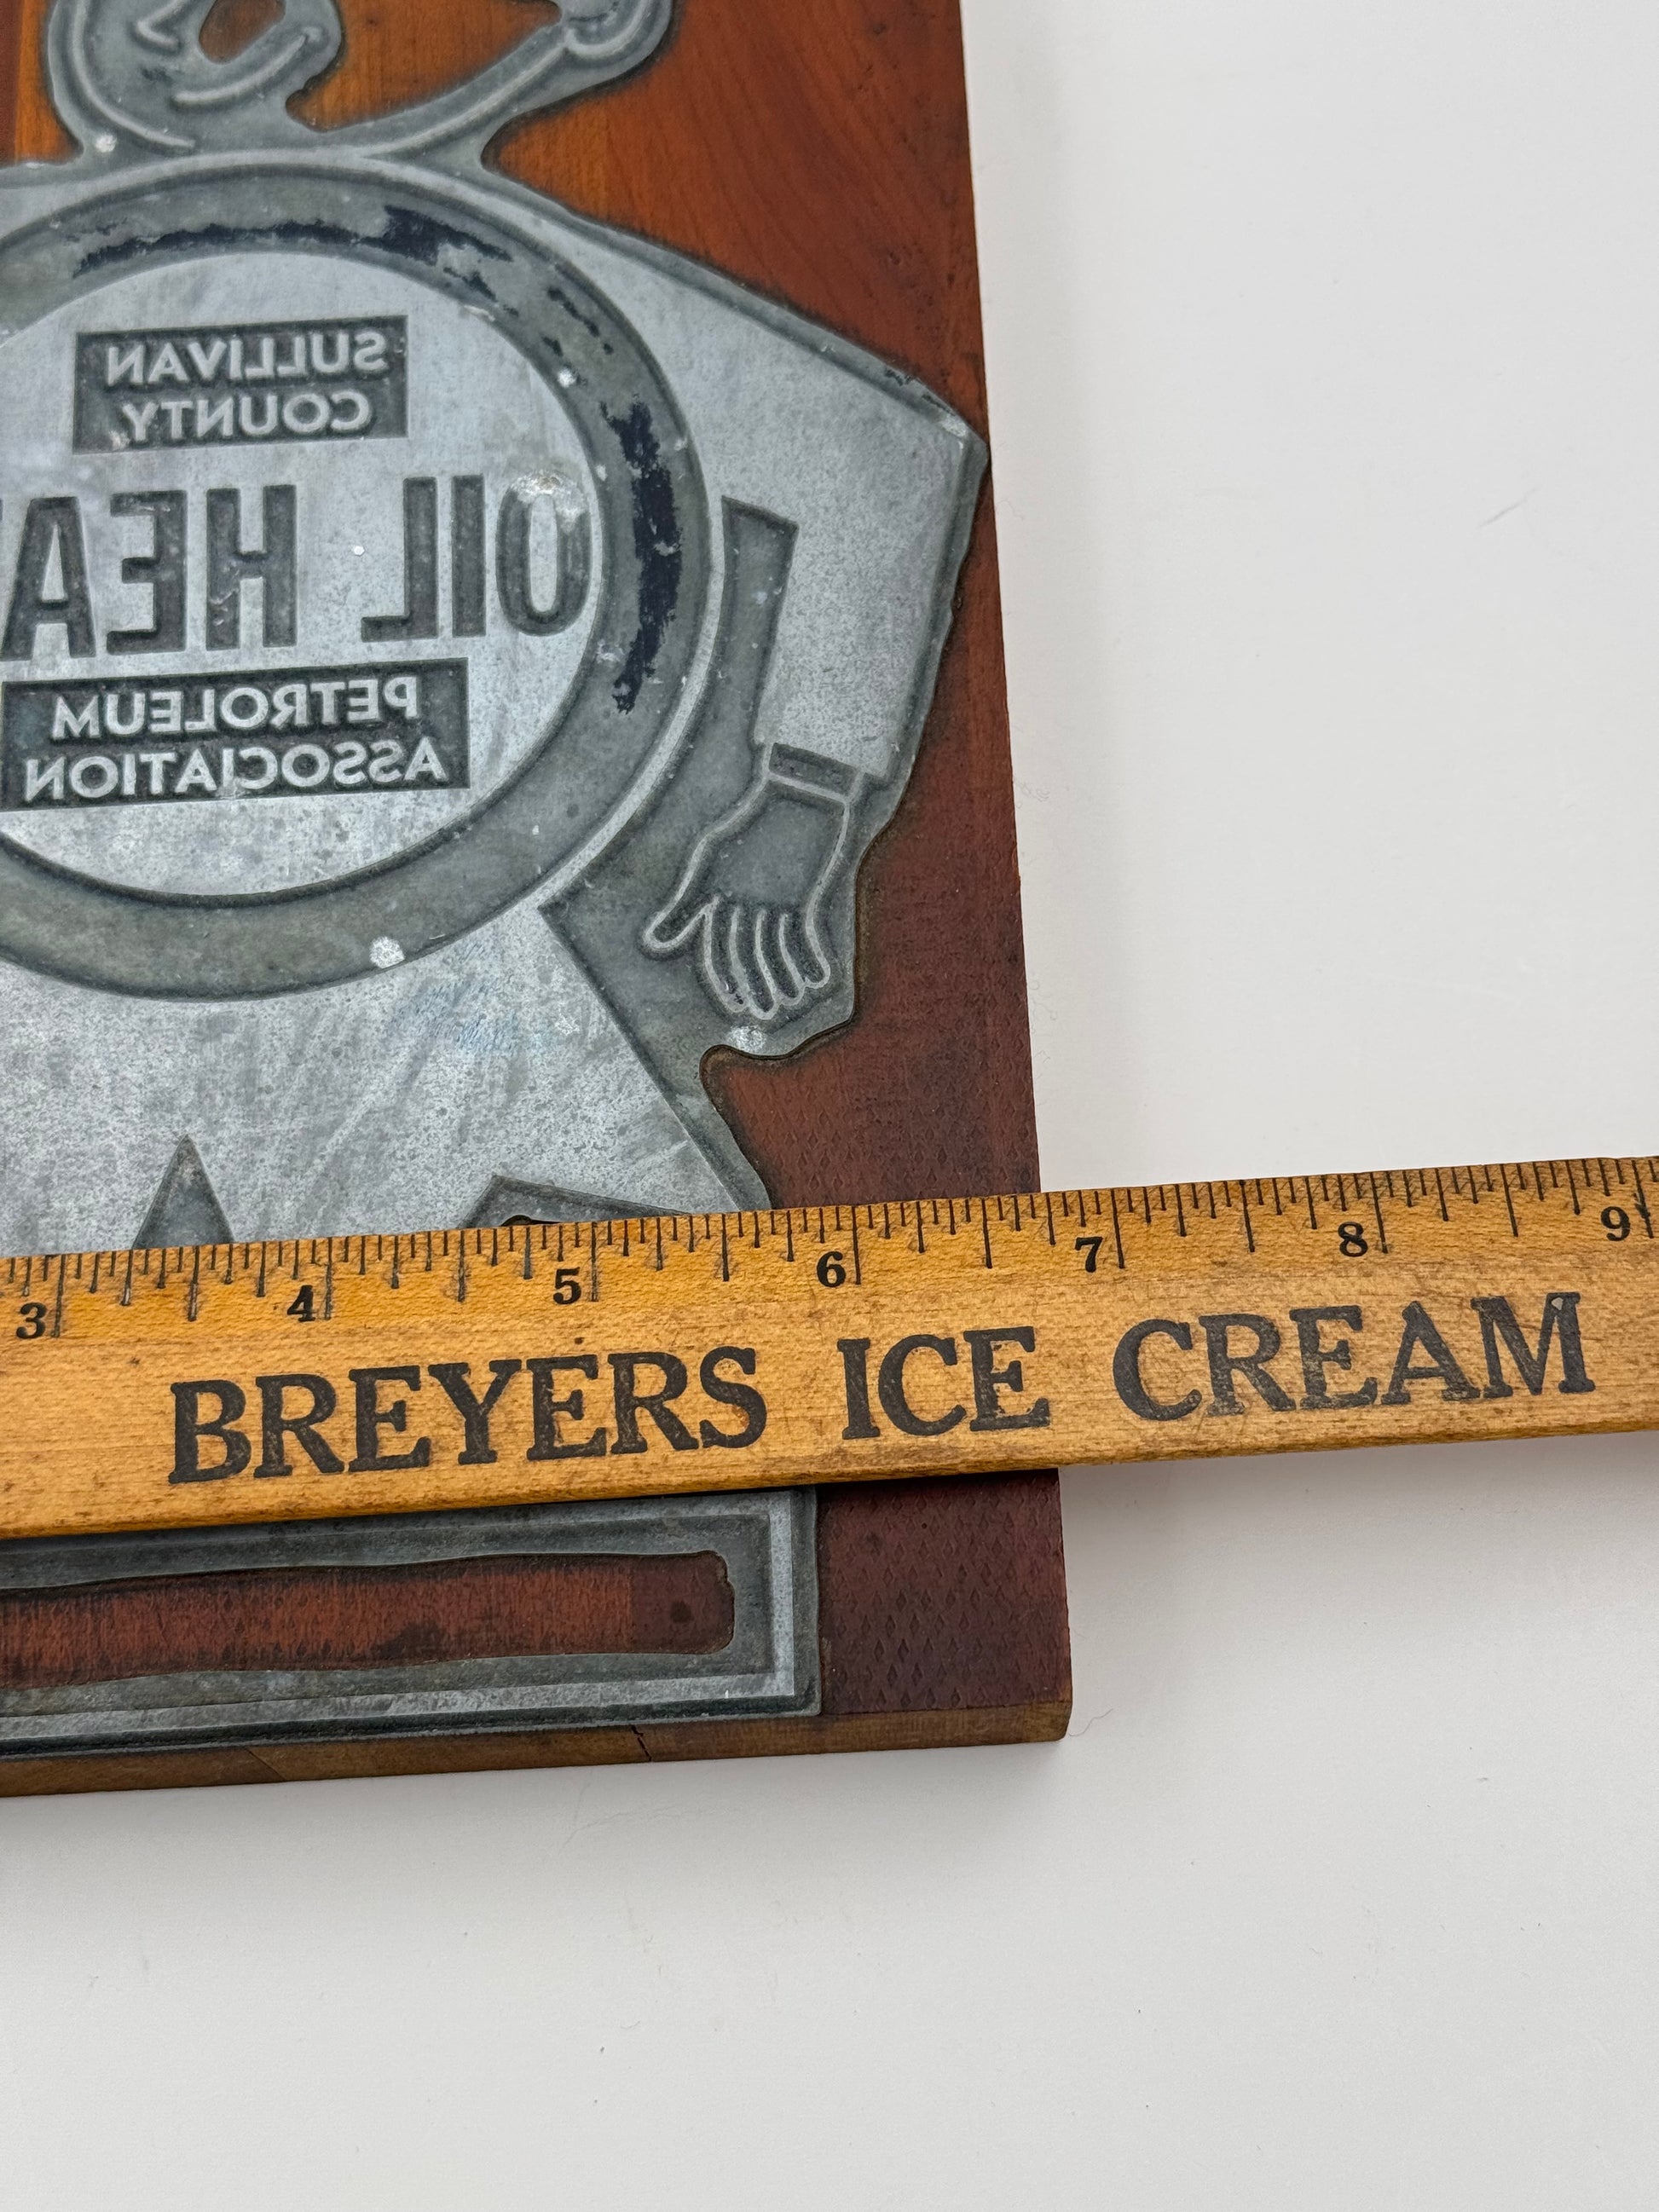 SULLIVAN
COUNTY
OIL HEA
PETROLEUM
ASSOCIATION
3 4 5 6 7 8 9
BREYERS ICE CREAM